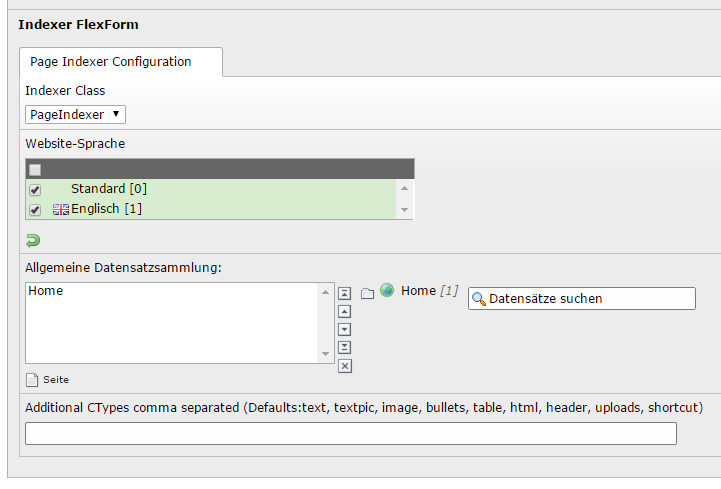 Indexer FlexForm
Page Indexer Configuration
Indexer Class
PageIndexer
Website-Sprache
Standard [0]
Englisch [1]
Allgemeine Datensatzsammlung:
Home
Home [1]
Datensätze suchen
Seite
Additional CTypes comma separated (Defaults:text, textpic, image, bullets, table, html, header, uploads, shortcut)